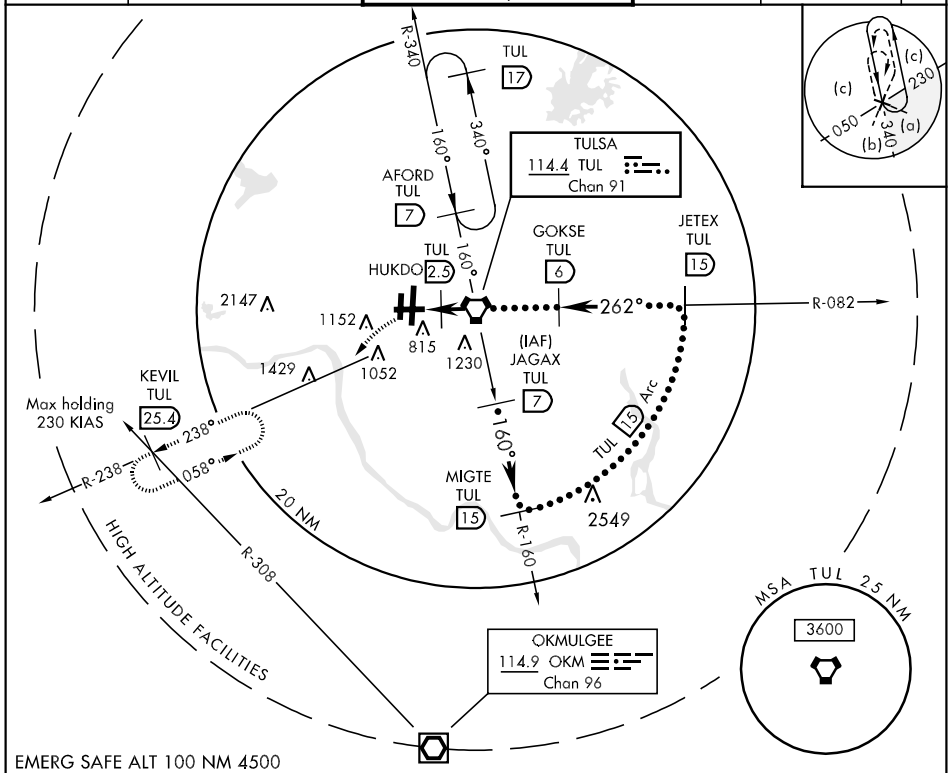 R-340
TUL
17
160°
340°
AFORD
TUL
7
160°
TULSA
114.4 TUL
Chan 91
(c)
(c)
230
050
(a)
(b)
340
HUKDO
TUL
2.5
GOKSE
TUL
6
JETEX
TUL
15
262°
R-082
2147
1152
815
1230
1052
1429
(IAF)
JAGAX
TUL
7
KEVIL
TUL
25.4
Max holding
230 KIAS
238°
058°
R-238
160°
TUL 15 Arc
MIGTE
TUL
15
2549
R-160
20 NM
R-308
HIGH ALTITUDE FACILITIES
OKMULGEE
114.9 OKM
Chan 96
MSA TUL 25 NM
3600
EMERG SAFE ALT 100 NM 4500